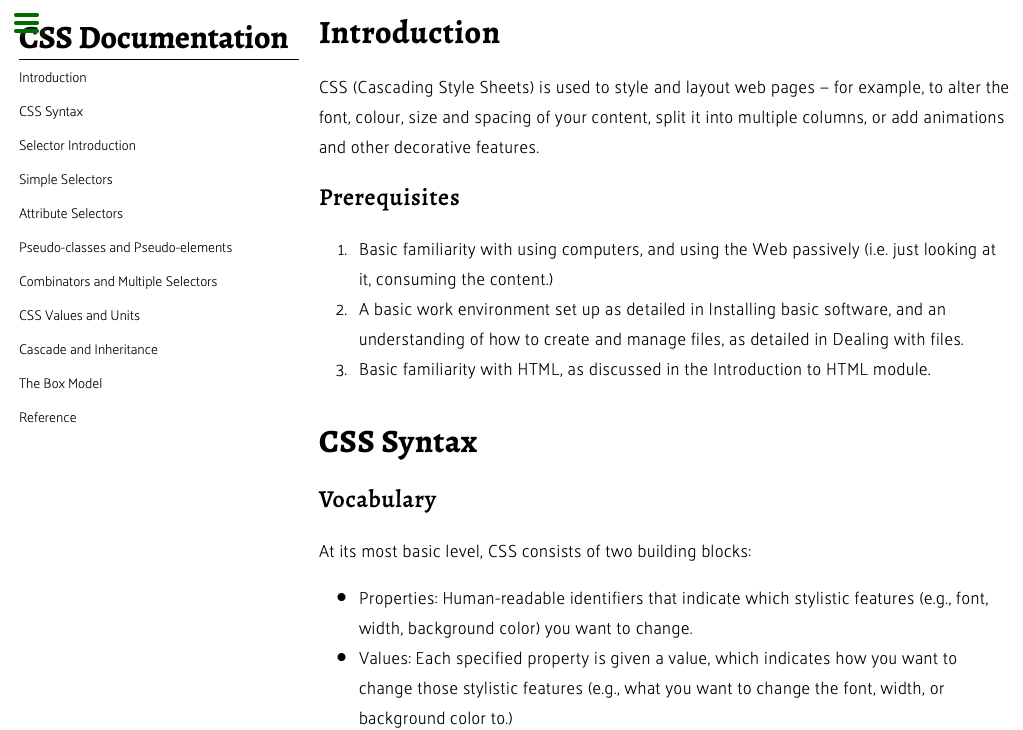 CSS Documentation
Introduction
CSS Syntax
Selector Introduction
Simple Selectors
Attribute Selectors
Pseudo-classes and Pseudo-elements
Combinators and Multiple Selectors
CSS Values and Units
Cascade and Inheritance
The Box Model
Reference
Introduction
CSS (Cascading Style Sheets) is used to style and layout web pages – for example, to alter the
font, colour, size and spacing of your content, split it into multiple columns, or add animations
and other decorative features.
Prerequisites
1. Basic familiarity with using computers, and using the Web passively (i.e. just looking at
it, consuming the content.)
2. A basic work environment set up as detailed in Installing basic software, and an
understanding of how to create and manage files, as detailed in Dealing with files.
3. Basic familiarity with HTML, as discussed in the Introduction to HTML module.
CSS Syntax
Vocabulary
At its most basic level, CSS consists of two building blocks:
● Properties: Human-readable identifiers that indicate which stylistic features (e.g., font,
width, background color) you want to change.
● Values: Each specified property is given a value, which indicates how you want to
change those stylistic features (e.g., what you want to change the font, width, or
background color to.)